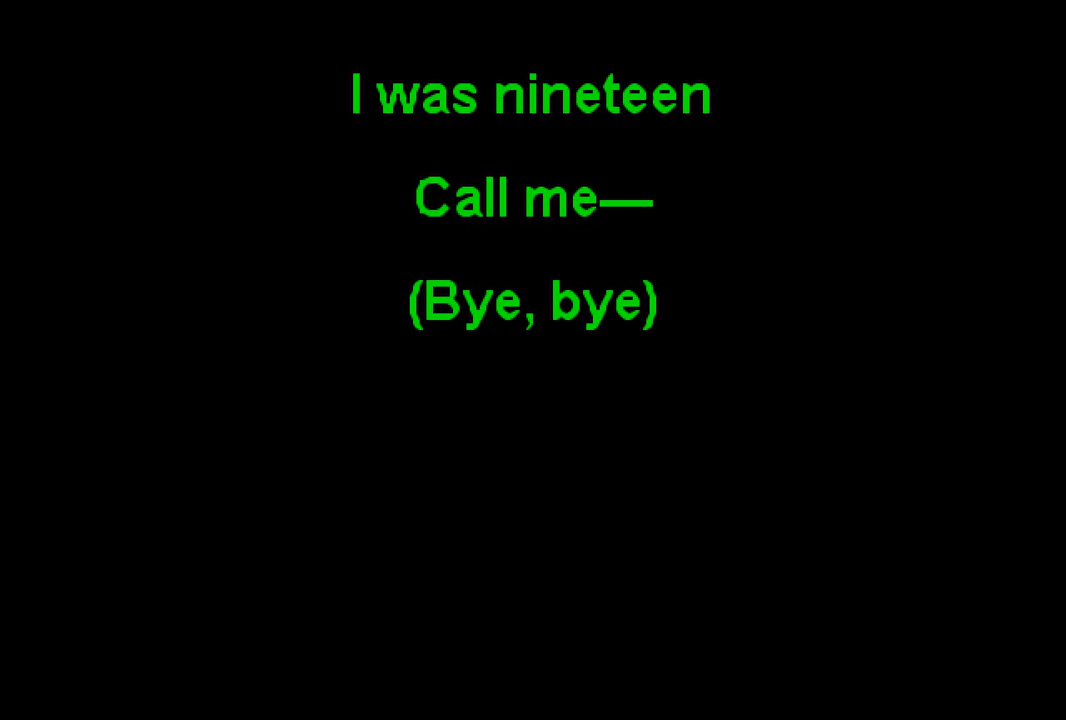 I was nineteen
Call me—
(Bye, bye)